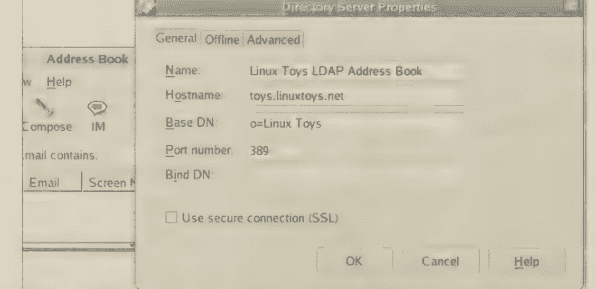 Directory Server Properties
General Offline Advanced
Address Book
w Help
Compose IM
mail contains.
Email Screen N
Name: Linux Toys LDAP Address Book
Hostname: toys.linuxtoys.net
Base DN: o=Linux Toys
Port number: 389
Bind DN:
Use secure connection (SSL)
OK Cancel Help